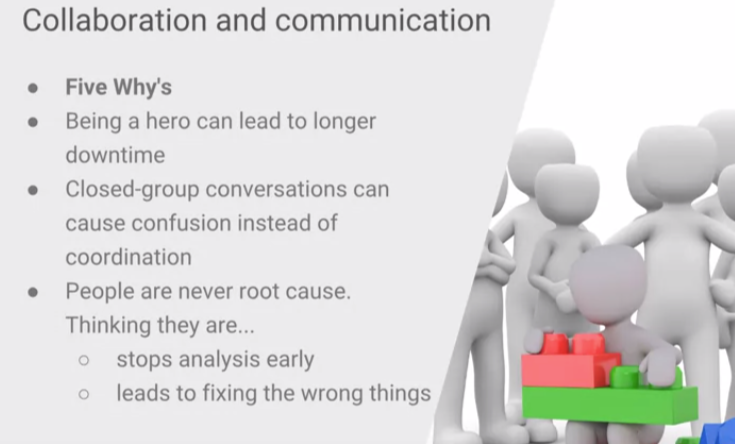 Collaboration and communication
● Five Why's
● Being a hero can lead to longer
downtime
● Closed-group conversations can
cause confusion instead of
coordination
● People are never root cause.
Thinking they are...
○ stops analysis early
○ leads to fixing the wrong things